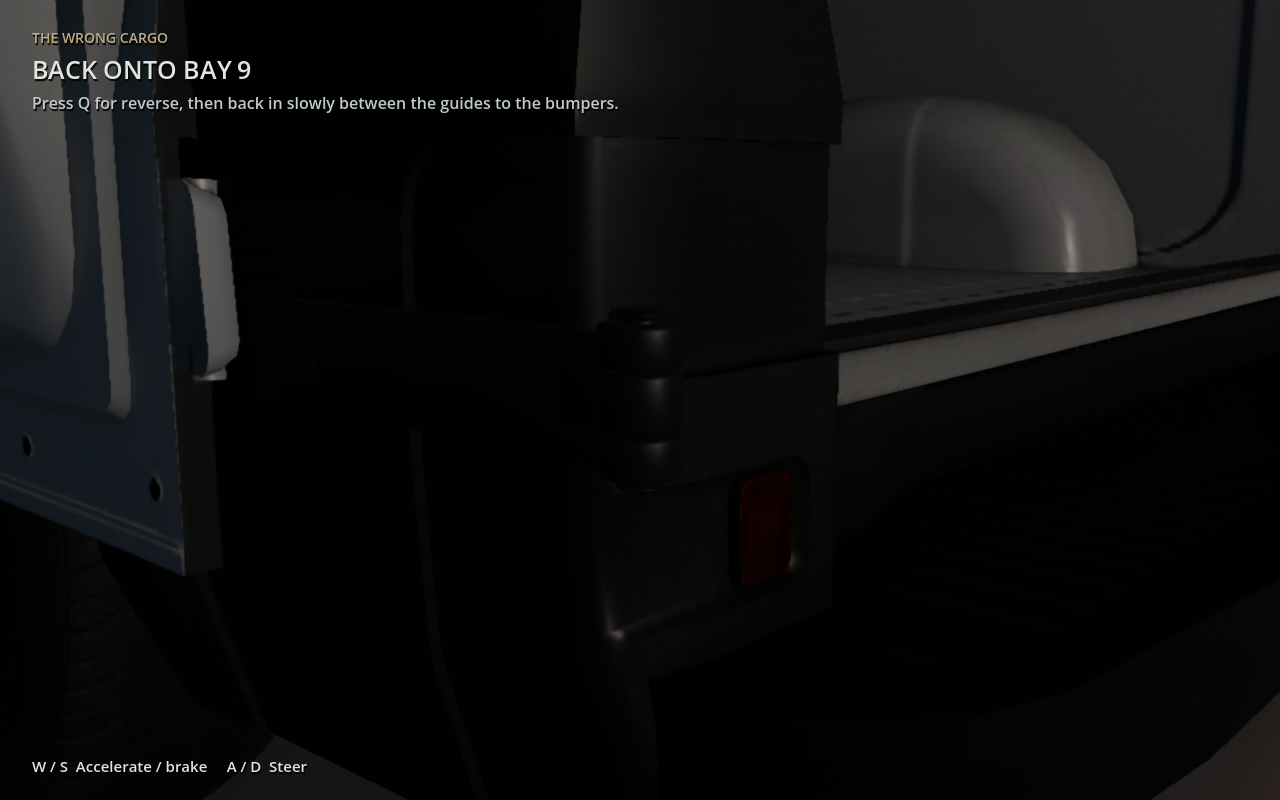 THE WRONG CARGO
BACK ONTO BAY 9
Press Q for reverse, then back in slowly between the guides to the bumpers.
W / S  Accelerate / brake  A / D  Steer